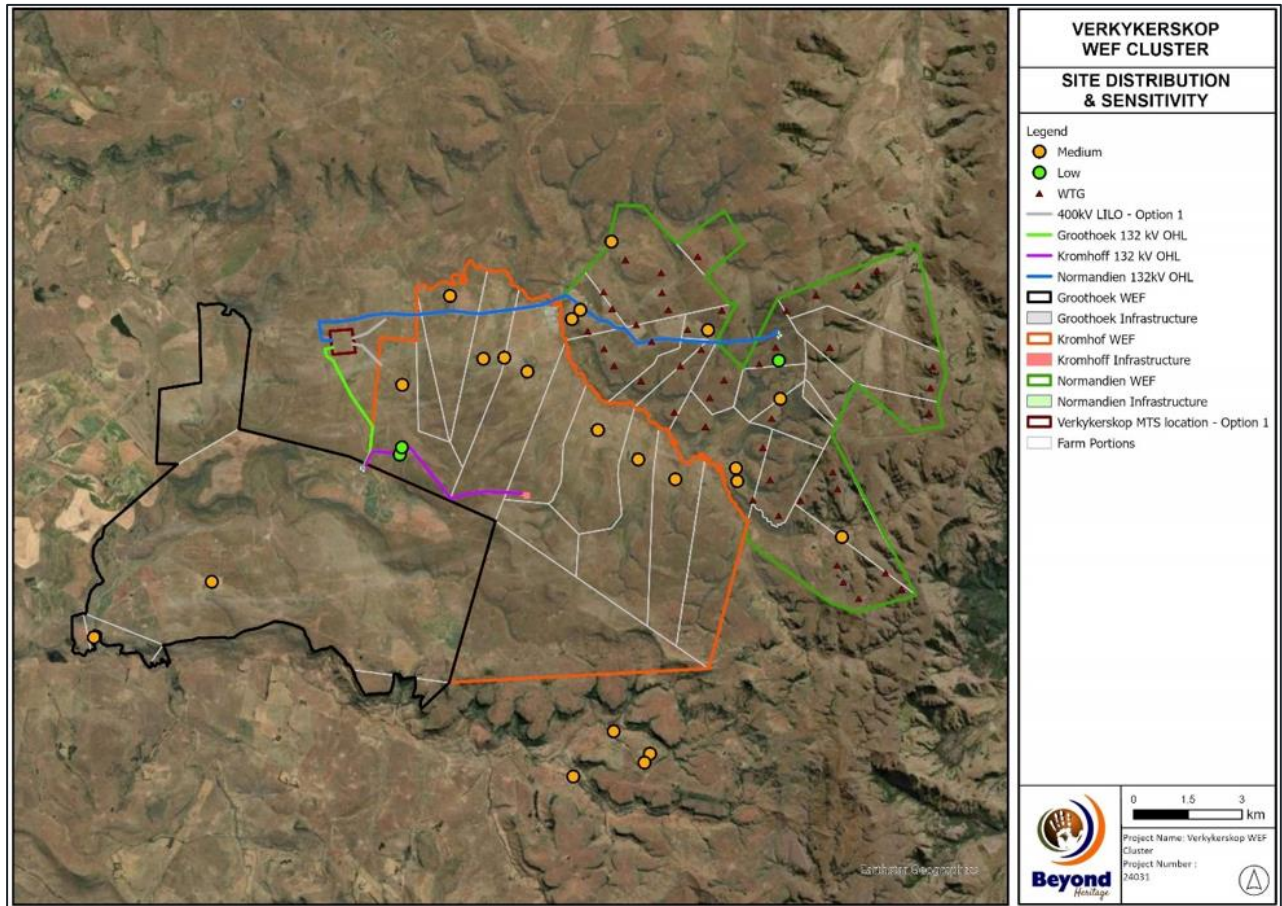 VERKYKERSKOP
WEF CLUSTER
SITE DISTRIBUTION
& SENSITIVITY
Legend
Medium
Low
WTG
400kV LILO - Option 1
Groothoek 132 kV OHL
Kromhoff 132 kV OHL
Normandien 132kV OHL
Groothoek WEF
Groothoek Infrastructure
Kromhof WEF
Kromhoff Infrastructure
Normandien WEF
Normandien Infrastructure
Verkykerskop MTS location - Option 1
Farm Portions
Earthstar Geographics
0 1.5 3
km
Project Name: Verkykerskop WEF
Cluster
Project Number :
24031
Beyond
Heritage